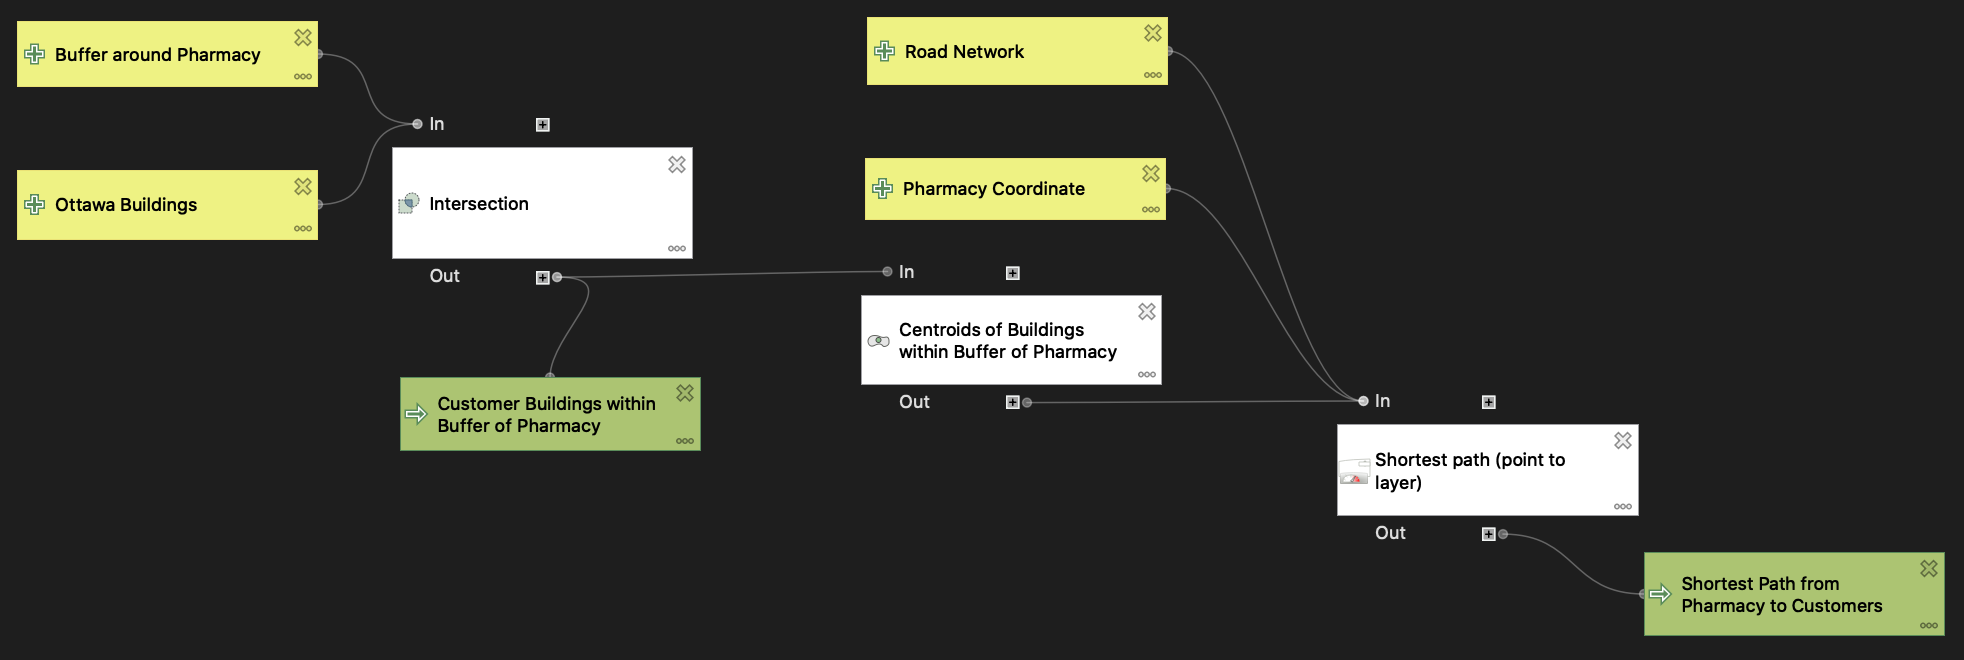 Buffer around Pharmacy
Ottawa Buildings
In
Intersection
Out
Customer Buildings within
Buffer of Pharmacy
Road Network
Pharmacy Coordinate
In
Centroids of Buildings
within Buffer of Pharmacy
Out
In
Shortest path (point to
layer)
Out
Shortest Path from
Pharmacy to Customers